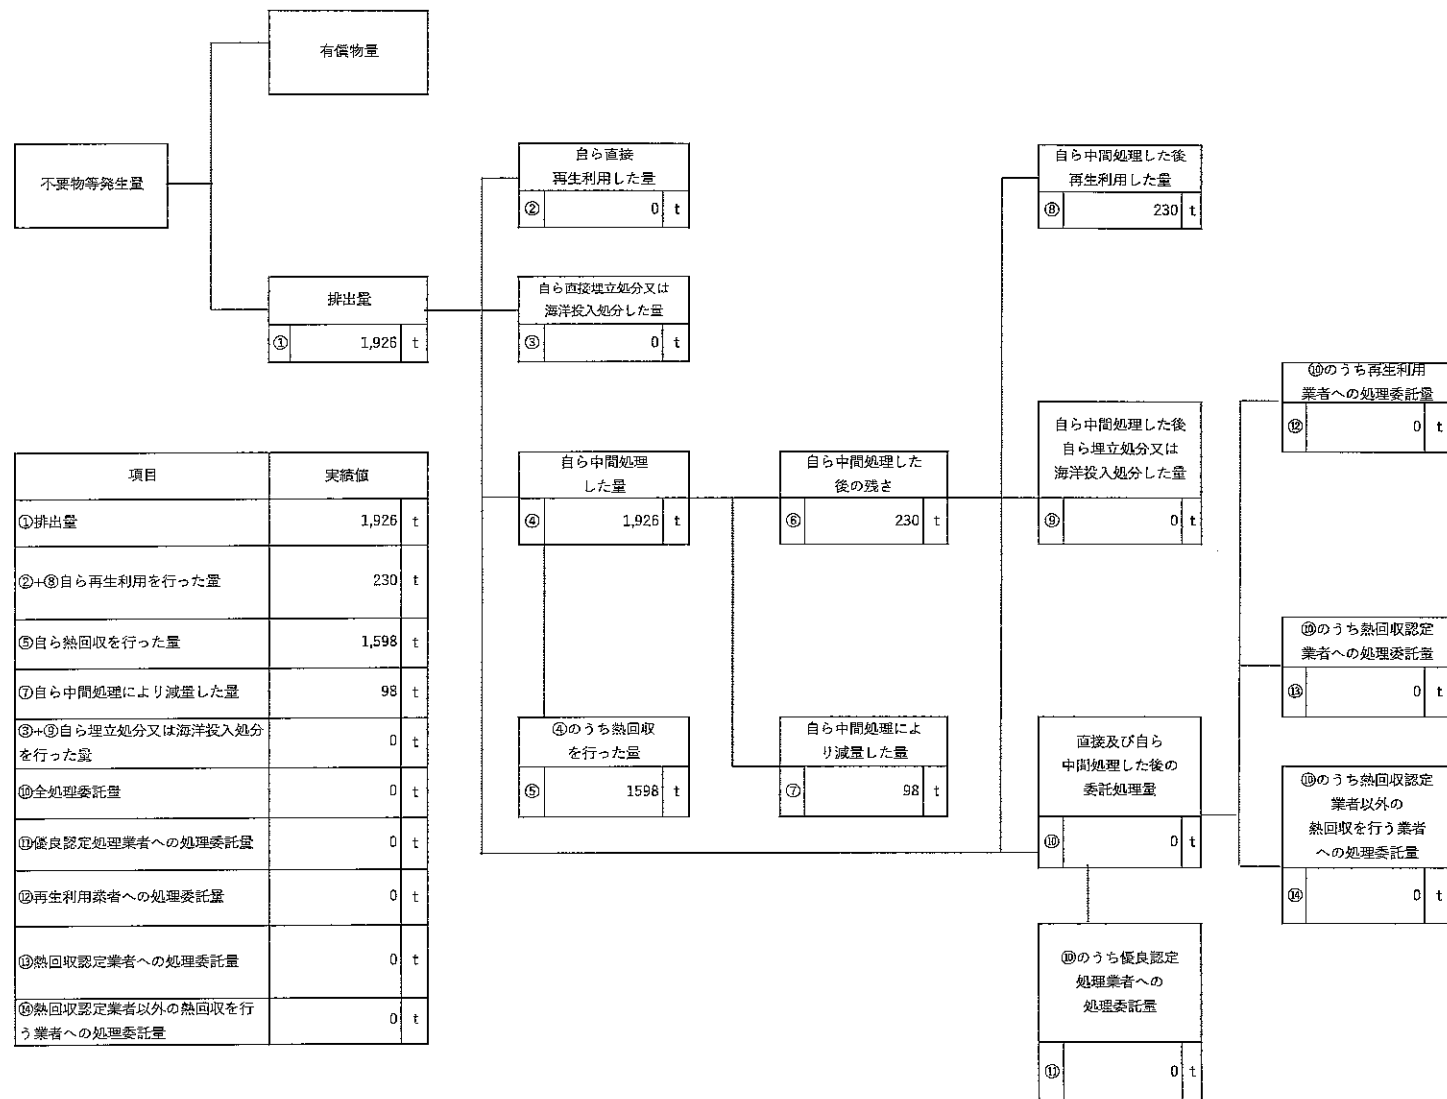 有償物量
不要物等発生量
排出量
① 1,926 t
自ら直接
再生利用した量
② 0 t
自ら直接埋立処分又は
海洋投入処分した量
③ 0 t
自ら中間処理
した量
④ 1,926 t
④のうち熱回収
を行った量
⑤ 1598 t
自ら中間処理した
後の残さ
⑥ 230 t
自ら中間処理によ
り減量した量
⑦ 98 t
自ら中間処理した後
再生利用した量
⑧ 230 t
自ら中間処理した後
自ら埋立処分又は
海洋投入処分した量
⑨ 0 t
直接及び自ら
中間処理した後の
委託処理量
⑩ 0 t
⑩のうち優良認定
処理業者への
処理委託量
⑪ 0 t
⑩のうち再生利用
業者への処理委託量
⑫ 0 t
⑩のうち熱回収認定
業者への処理委託量
⑬ 0 t
⑩のうち熱回収認定
業者以外の
熱回収を行う業者
への処理委託量
⑭ 0 t
項目 実績値
①排出量 1,926 t
②+⑧自ら再生利用を行った量 230 t
⑤自ら熱回収を行った量 1,598 t
⑦自ら中間処理により減量した量 98 t
③+⑨自ら埋立処分又は海洋投入処分
を行った量 0 t
⑩全処理委託量 0 t
⑪優良認定処理業者への処理委託量 0 t
⑫再生利用業者への処理委託量 0 t
⑬熱回収認定業者への処理委託量 0 t
⑭熱回収認定業者以外の熱回収を行
う業者への処理委託量 0 t